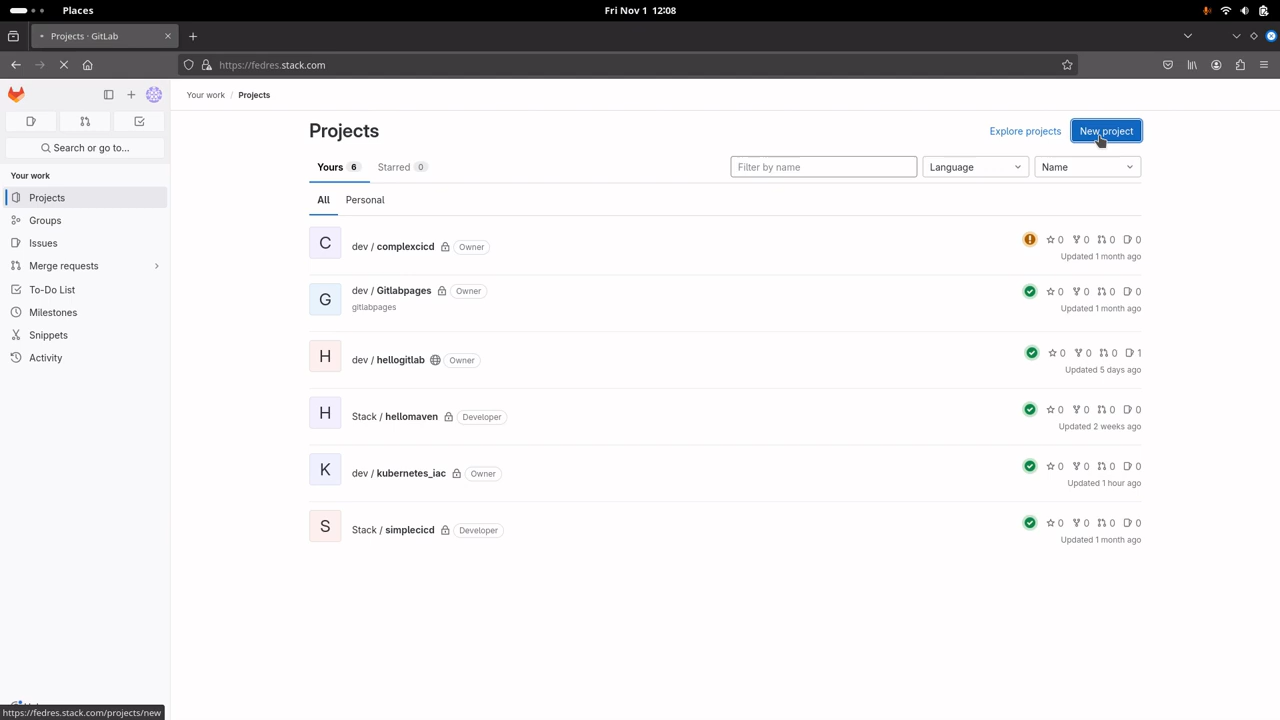 Places
Fri Nov 1 12:08
Projects · GitLab
https://fedres.stack.com
Your work / Projects
Search or go to...
Your work
Projects
Groups
Issues
Merge requests
To-Do List
Milestones
Snippets
Activity
Projects
Explore projects
New project
Yours 6
Starred 0
Filter by name
Language
Name
All
Personal
C
dev / complexcicd
Owner
0 0 0 0
Updated 1 month ago
G
dev / Gitlabpages
Owner
gitlabpages
0 0 0 0
Updated 1 month ago
H
dev / hellogitlab
Owner
0 0 0 1
Updated 5 days ago
H
Stack / hellomaven
Developer
0 0 0 0
Updated 2 weeks ago
K
dev / kubernetes_iac
Owner
0 0 0 0
Updated 1 hour ago
S
Stack / simplecicd
Developer
0 0 0 0
Updated 1 month ago
https://fedres.stack.com/projects/new